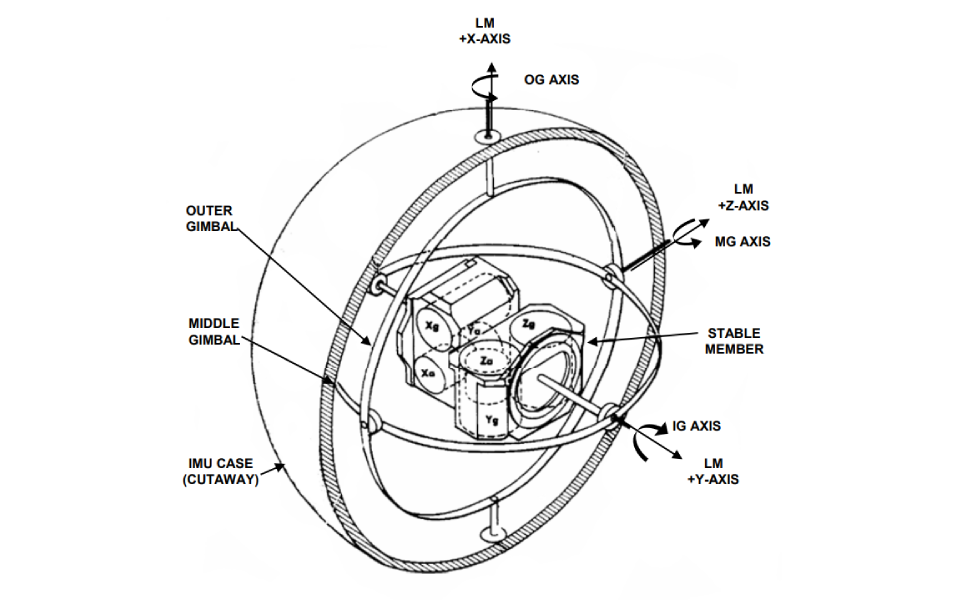 LM
+X-AXIS
OG AXIS
LM
+Z-AXIS
MG AXIS
OUTER
GIMBAL
MIDDLE
GIMBAL
Xg
Ya
Zg
Za
Xa
Yg
STABLE
MEMBER
IG AXIS
LM
+Y-AXIS
IMU CASE
(CUTAWAY)